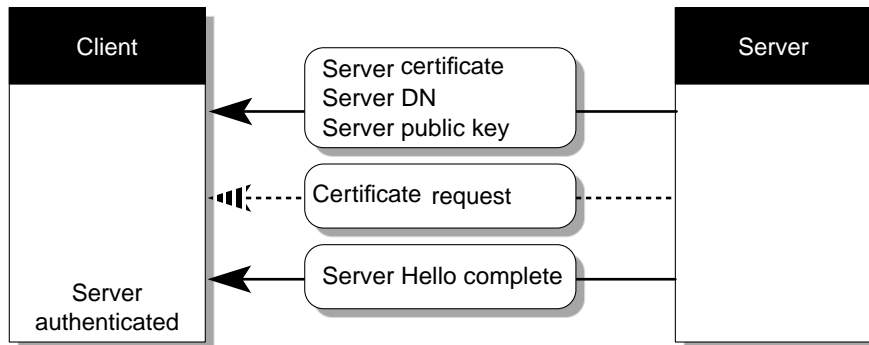 Client
Server
Server certificate
Server DN
Server public key
Certificate request
Server Hello complete
Server
authenticated